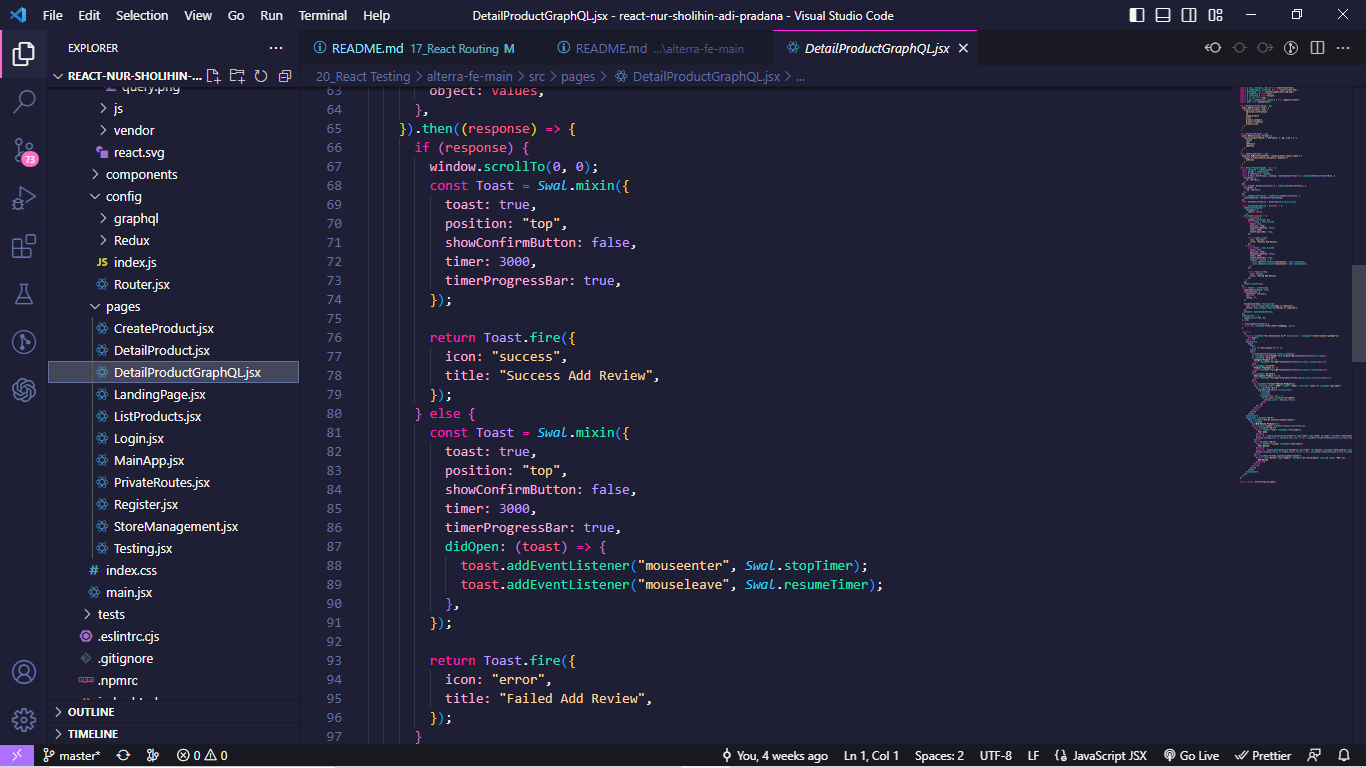 File Edit Selection View Go Run Terminal Help
DetailProductGraphQL.jsx - react-nur-sholihin-adi-pradana - Visual Studio Code
EXPLORER
REACT-NUR-SHOLIHIN-...
query.png
js
vendor
react.svg
components
config
graphql
Redux
JS index.js
Router.jsx
pages
CreateProduct.jsx
DetailProduct.jsx
DetailProductGraphQL.jsx
LandingPage.jsx
ListProducts.jsx
Login.jsx
MainApp.jsx
PrivateRoutes.jsx
Register.jsx
StoreManagement.jsx
Testing.jsx
# index.css
main.jsx
tests
.eslintrc.cjs
.gitignore
.npmrc
OUTLINE
TIMELINE
73
README.md 17_React Routing M
README.md ...\alterra-fe-main
DetailProductGraphQL.jsx
20_React Testing > alterra-fe-main > src > pages > DetailProductGraphQL.jsx > ...
63 object: values,
64 },
65 }).then((response) => {
66 if (response) {
67 window.scrollTo(0, 0);
68 const Toast = Swal.mixin({
69 toast: true,
70 position: "top",
71 showConfirmButton: false,
72 timer: 3000,
73 timerProgressBar: true,
74 });
75
76 return Toast.fire({
77 icon: "success",
78 title: "Success Add Review",
79 });
80 } else {
81 const Toast = Swal.mixin({
82 toast: true,
83 position: "top",
84 showConfirmButton: false,
85 timer: 3000,
86 timerProgressBar: true,
87 didOpen: (toast) => {
88 toast.addEventListener("mouseenter", Swal.stopTimer);
89 toast.addEventListener("mouseleave", Swal.resumeTimer);
90 },
91 });
92
93 return Toast.fire({
94 icon: "error",
95 title: "Failed Add Review",
96 });
97 }
master* 0 0 You, 4 weeks ago Ln 1, Col 1 Spaces: 2 UTF-8 LF JavaScript JSX Go Live Prettier